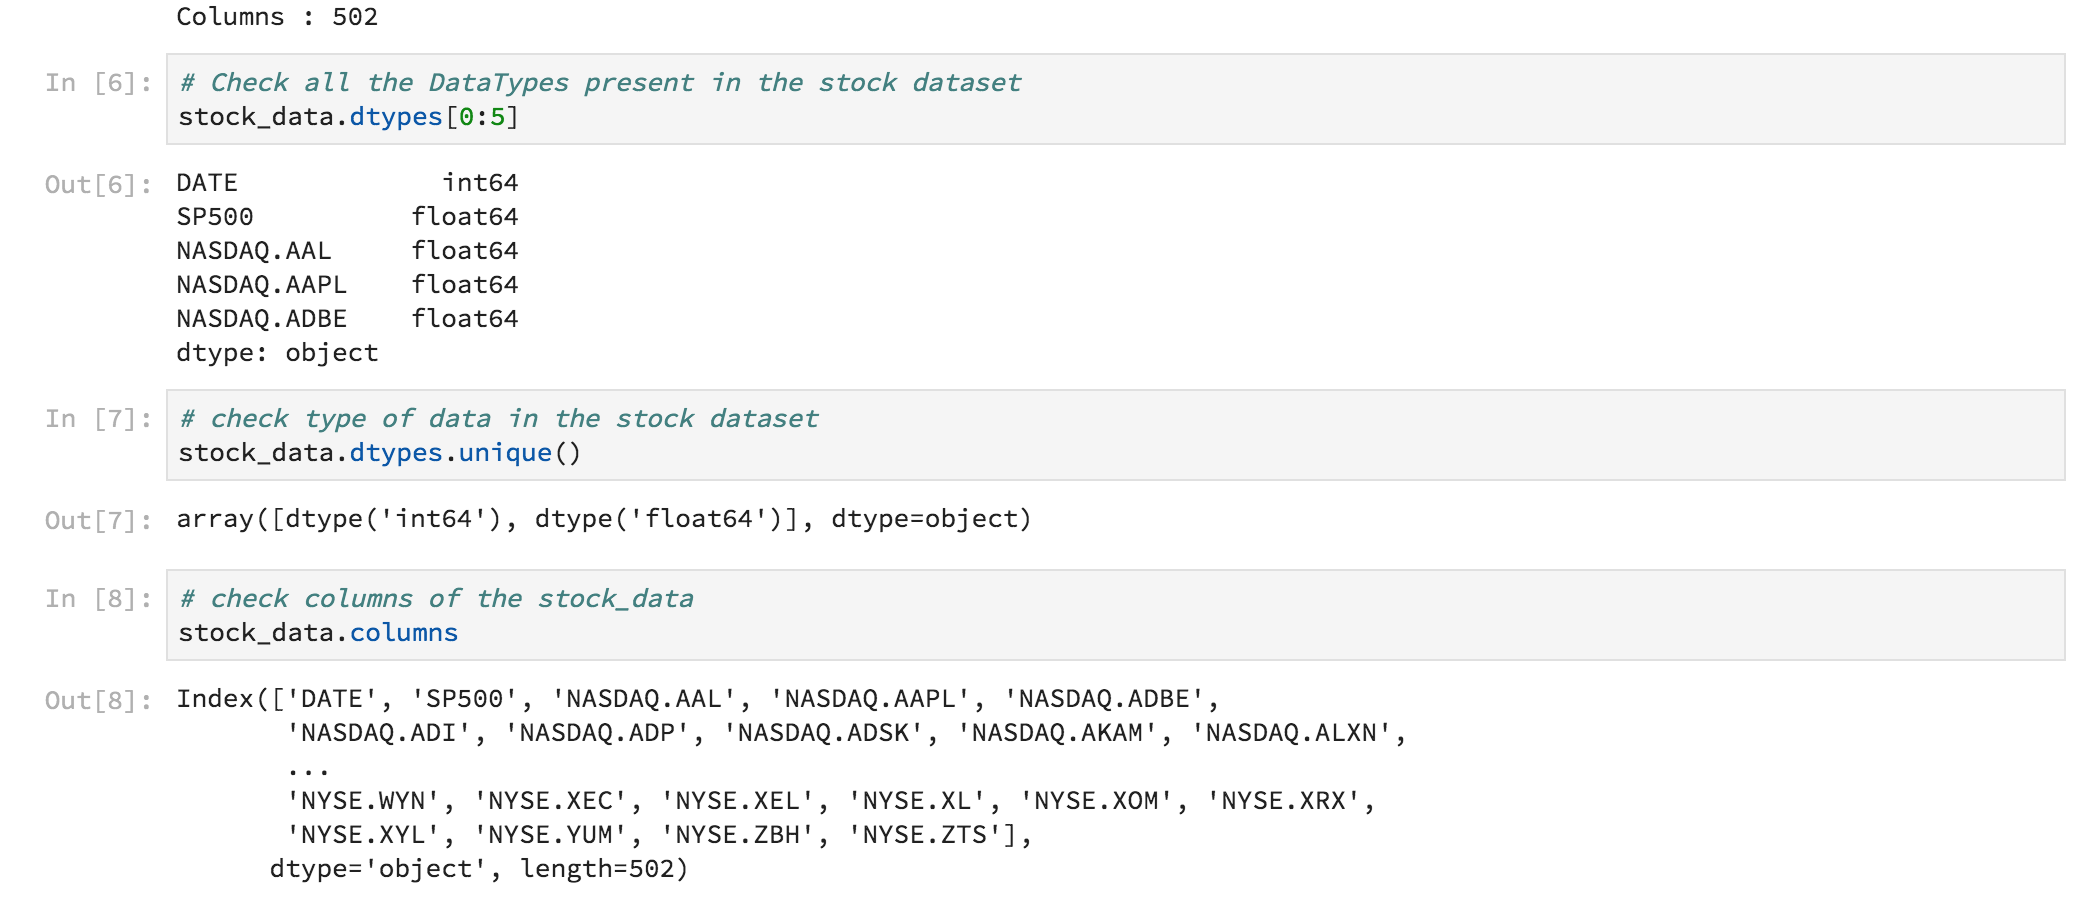 Columns : 502
In [6]:
# Check all the DataTypes present in the stock dataset
stock_data.dtypes[0:5]
Out[6]:
DATE             int64
SP500          float64
NASDAQ.AAL     float64
NASDAQ.AAPL    float64
NASDAQ.ADBE    float64
dtype: object
In [7]:
# check type of data in the stock dataset
stock_data.dtypes.unique()
Out[7]:
array([dtype('int64'), dtype('float64')], dtype=object)
In [8]:
# check columns of the stock_data
stock_data.columns
Out[8]:
Index(['DATE', 'SP500', 'NASDAQ.AAL', 'NASDAQ.AAPL', 'NASDAQ.ADBE',
       'NASDAQ.ADI', 'NASDAQ.ADP', 'NASDAQ.ADSK', 'NASDAQ.AKAM', 'NASDAQ.ALXN',
       ...
       'NYSE.WYN', 'NYSE.XEC', 'NYSE.XEL', 'NYSE.XL', 'NYSE.XOM', 'NYSE.XRX',
       'NYSE.XYL', 'NYSE.YUM', 'NYSE.ZBH', 'NYSE.ZTS'],
      dtype='object', length=502)